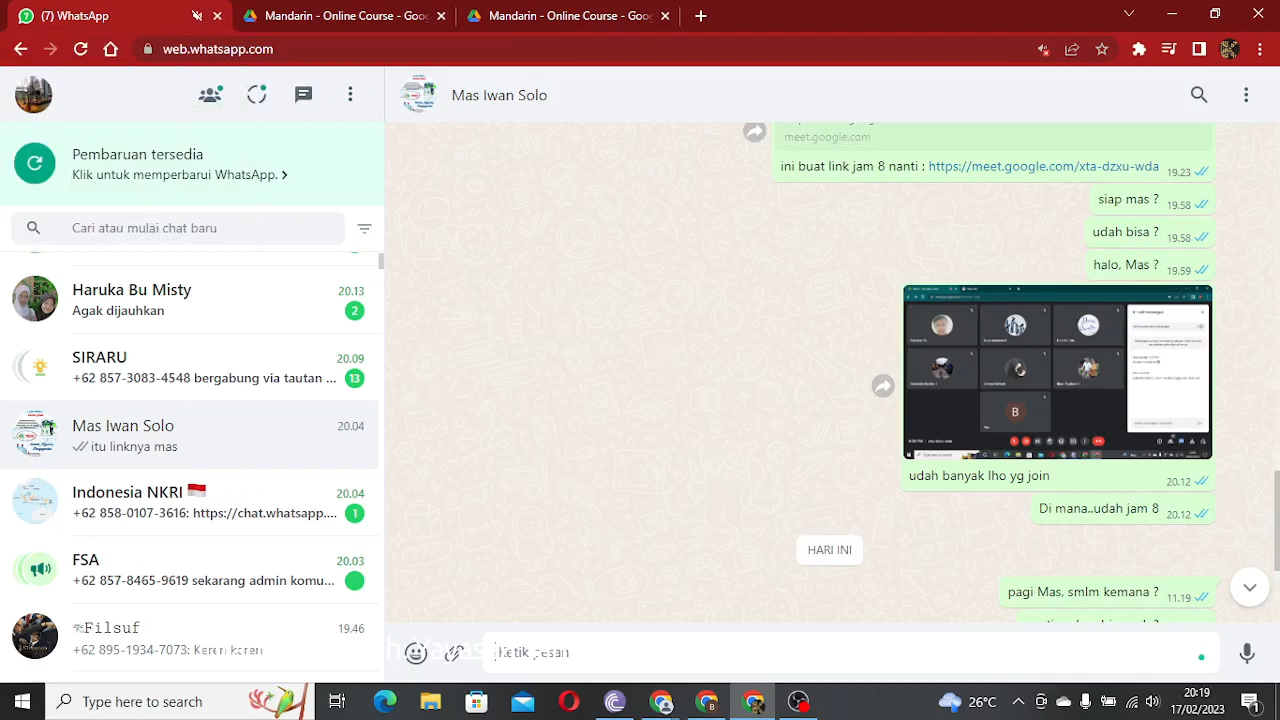 (7) WhatsApp
Mandarin - Online Course - Goo
Mandarin - Online Course - Goo
web.whatsapp.com
Mas Iwan Solo
Pembaruan tersedia
Klik untuk memperbarui WhatsApp.
Cari atau mulai chat baru
Haruka Bu Misty
20.13
Agak dijauhkan
2
SIRARU
20.09
+62 857-3083-4548 bergabung via tautan ...
13
Mas Iwan Solo
20.04
itu linknya mas
Indonesia NKRI
20.04
+62 858-0107-3616: https://chat.whatsapp....
1
FSA
20.03
+62 857-8465-9619 sekarang admin komu...
Filsuf
19.46
+62 895-1934-7073: Keren keren
meet.google.com
ini buat link jam 8 nanti : https://meet.google.com/xta-dzxu-wda
19.23
siap mas ?
19.58
udah bisa ?
19.58
halo, Mas ?
19.59
B
udah banyak lho yg join
20.12
Di mana..udah jam 8
20.12
HARI INI
pagi Mas, smlm kemana ?
11.19
Ketik pesan
Type here to search
26°C
20:19
17/02/2023
1